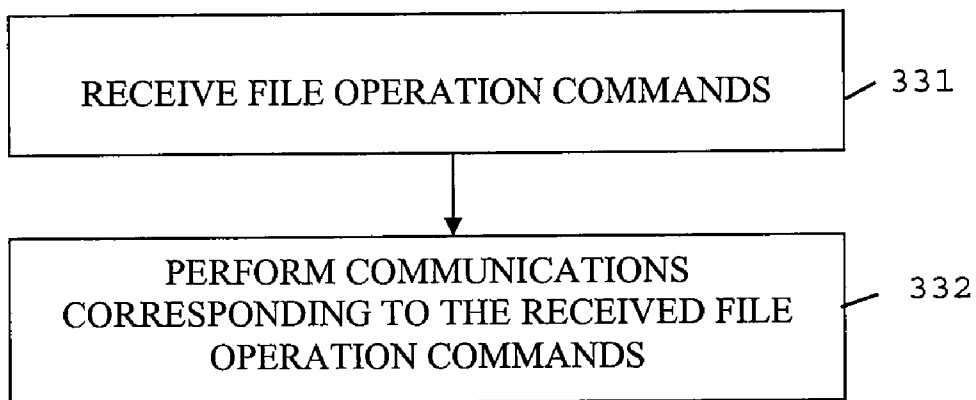 RECEIVE FILE OPERATION COMMANDS
331
PERFORM COMMUNICATIONS
CORRESPONDING TO THE RECEIVED FILE
OPERATION COMMANDS
332